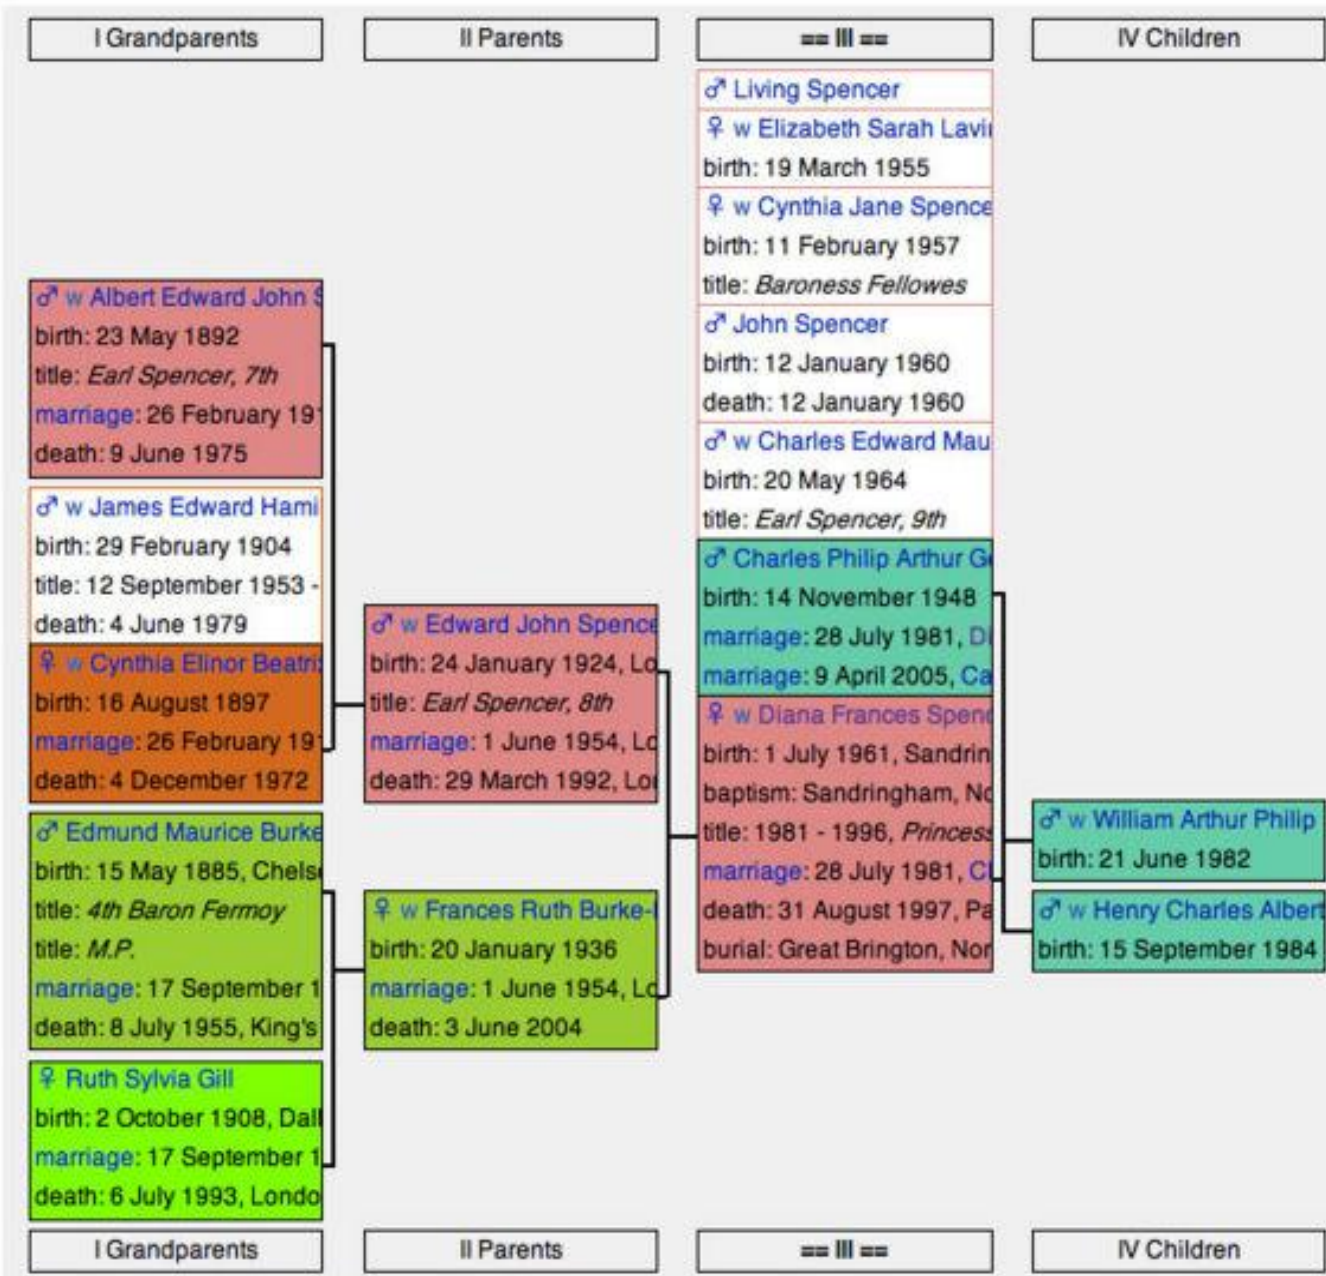 I Grandparents
II Parents
== III ==
IV Children
♂ w Albert Edward John S
birth: 23 May 1892
title: Earl Spencer, 7th
marriage: 26 February 191
death: 9 June 1975
♂ w James Edward Hami
birth: 29 February 1904
title: 12 September 1953 -
death: 4 June 1979
♀ w Cynthia Elinor Beatrix
birth: 16 August 1897
marriage: 26 February 191
death: 4 December 1972
♂ Edmund Maurice Burke
birth: 15 May 1885, Chelse
title: 4th Baron Fermoy
title: M.P.
marriage: 17 September 1
death: 8 July 1955, King's
♀ Ruth Sylvia Gill
birth: 2 October 1908, Dall
marriage: 17 September 1
death: 6 July 1993, Londo
♂ w Edward John Spence
birth: 24 January 1924, Lo
title: Earl Spencer, 8th
marriage: 1 June 1954, Lo
death: 29 March 1992, Lon
♀ w Frances Ruth Burke-
birth: 20 January 1936
marriage: 1 June 1954, Lo
death: 3 June 2004
♂ Living Spencer
♀ w Elizabeth Sarah Lavi
birth: 19 March 1955
♀ w Cynthia Jane Spence
birth: 11 February 1957
title: Baroness Fellowes
♂ John Spencer
birth: 12 January 1960
death: 12 January 1960
♂ w Charles Edward Mau
birth: 20 May 1964
title: Earl Spencer, 9th
♂ Charles Philip Arthur Ge
birth: 14 November 1948
marriage: 28 July 1981, Di
marriage: 9 April 2005, Ca
♀ w Diana Frances Spenc
birth: 1 July 1961, Sandrin
baptism: Sandringham, No
title: 1981 - 1996, Princess
marriage: 28 July 1981, Ch
death: 31 August 1997, Pa
burial: Great Brington, Nor
♂ w William Arthur Philip
birth: 21 June 1982
♂ w Henry Charles Albert
birth: 15 September 1984
I Grandparents
II Parents
== III ==
IV Children